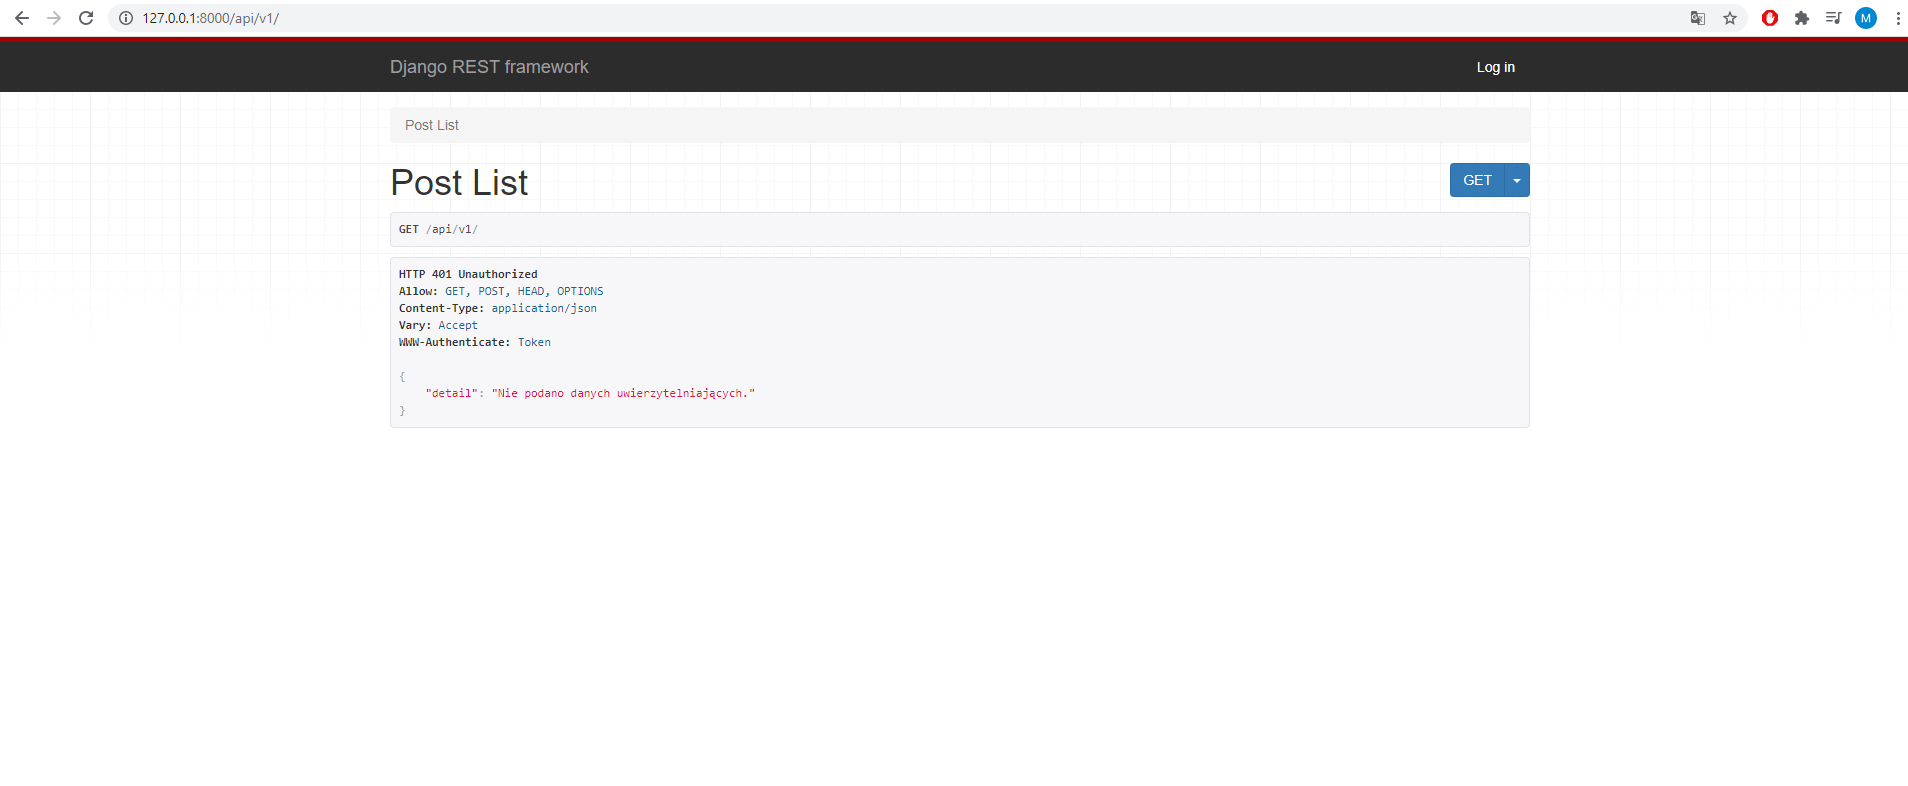 127.0.0.1:8000/api/v1/
M
Django REST framework
Log in
Post List
Post List
GET
GET /api/v1/
HTTP 401 Unauthorized
Allow: GET, POST, HEAD, OPTIONS
Content-Type: application/json
Vary: Accept
WWW-Authenticate: Token
{
"detail": "Nie podano danych uwierzytelniających."
}